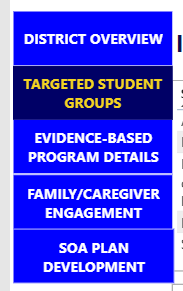 DISTRICT OVERVIEW
TARGETED STUDENT
GROUPS
EVIDENCE-BASED
PROGRAM DETAILS
FAMILY/CAREGIVER
ENGAGEMENT
SOA PLAN
DEVELOPMENT